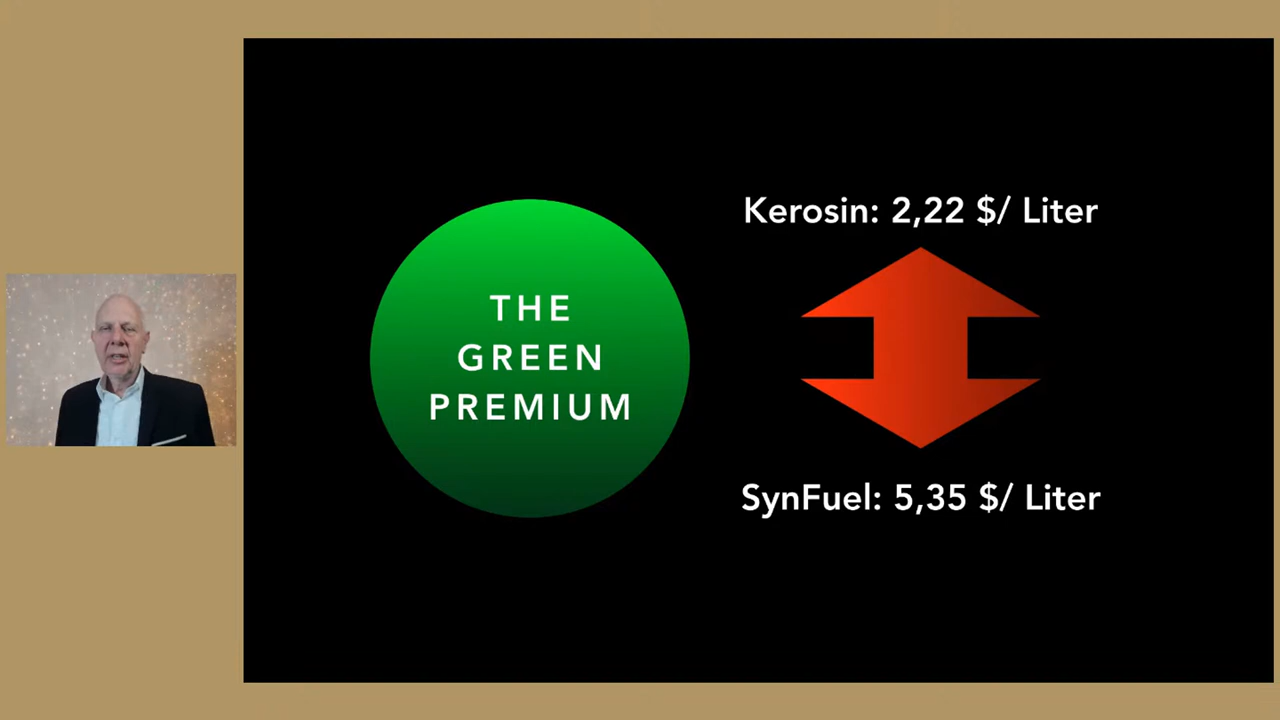 THE
GREEN
PREMIUM
Kerosin: 2,22 $/ Liter
SynFuel: 5,35 $/ Liter